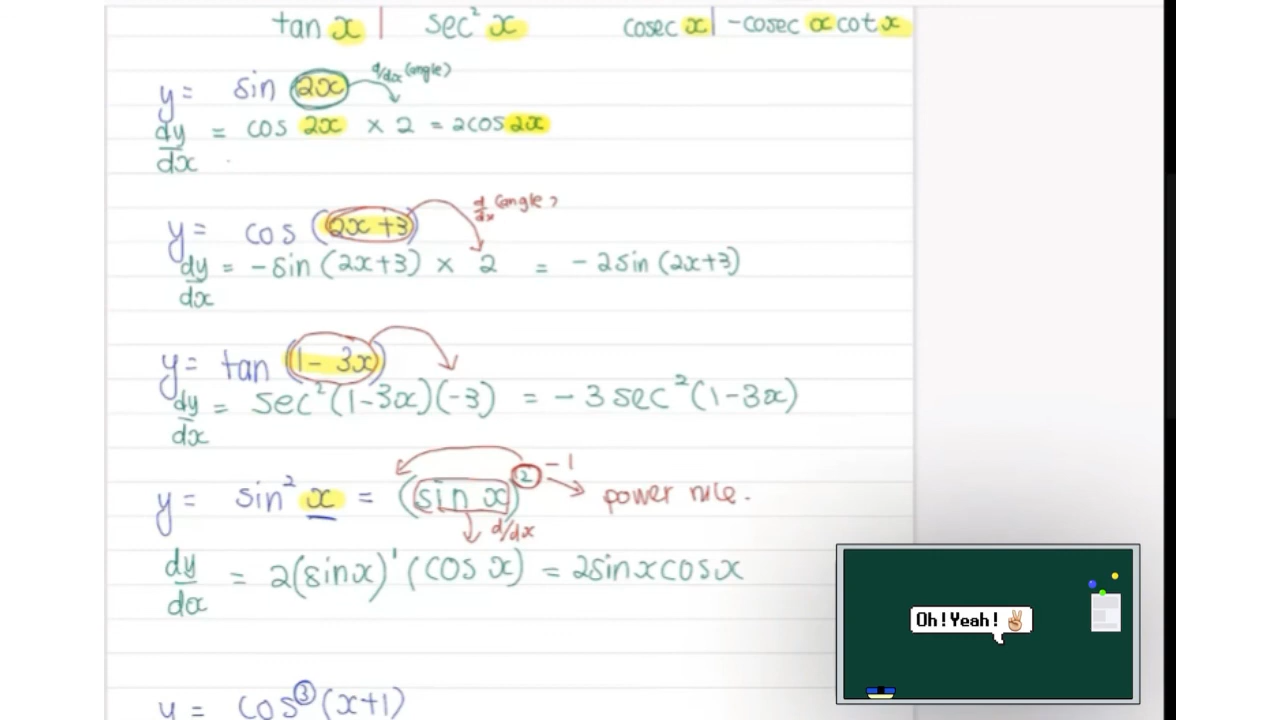 tan x | sec² x cosec x | -cosec x cot x
y = sin 2x d/dx (angle)
dy/dx = cos 2x × 2 = 2cos 2x
y = cos (2x +3) d/dx (angle)
dy/dx = -sin (2x+3) × 2 = -2sin (2x+3)
y = tan (1- 3x)
dy/dx = sec²(1-3x)(-3) = -3 sec²(1-3x)
y = sin² x = (sin x)² -1 power rule.
d/dx
dy/dx = 2(sinx)¹ (cos x) = 2sinxcosx
y = cos³ (x+1)
Oh!Yeah!✌